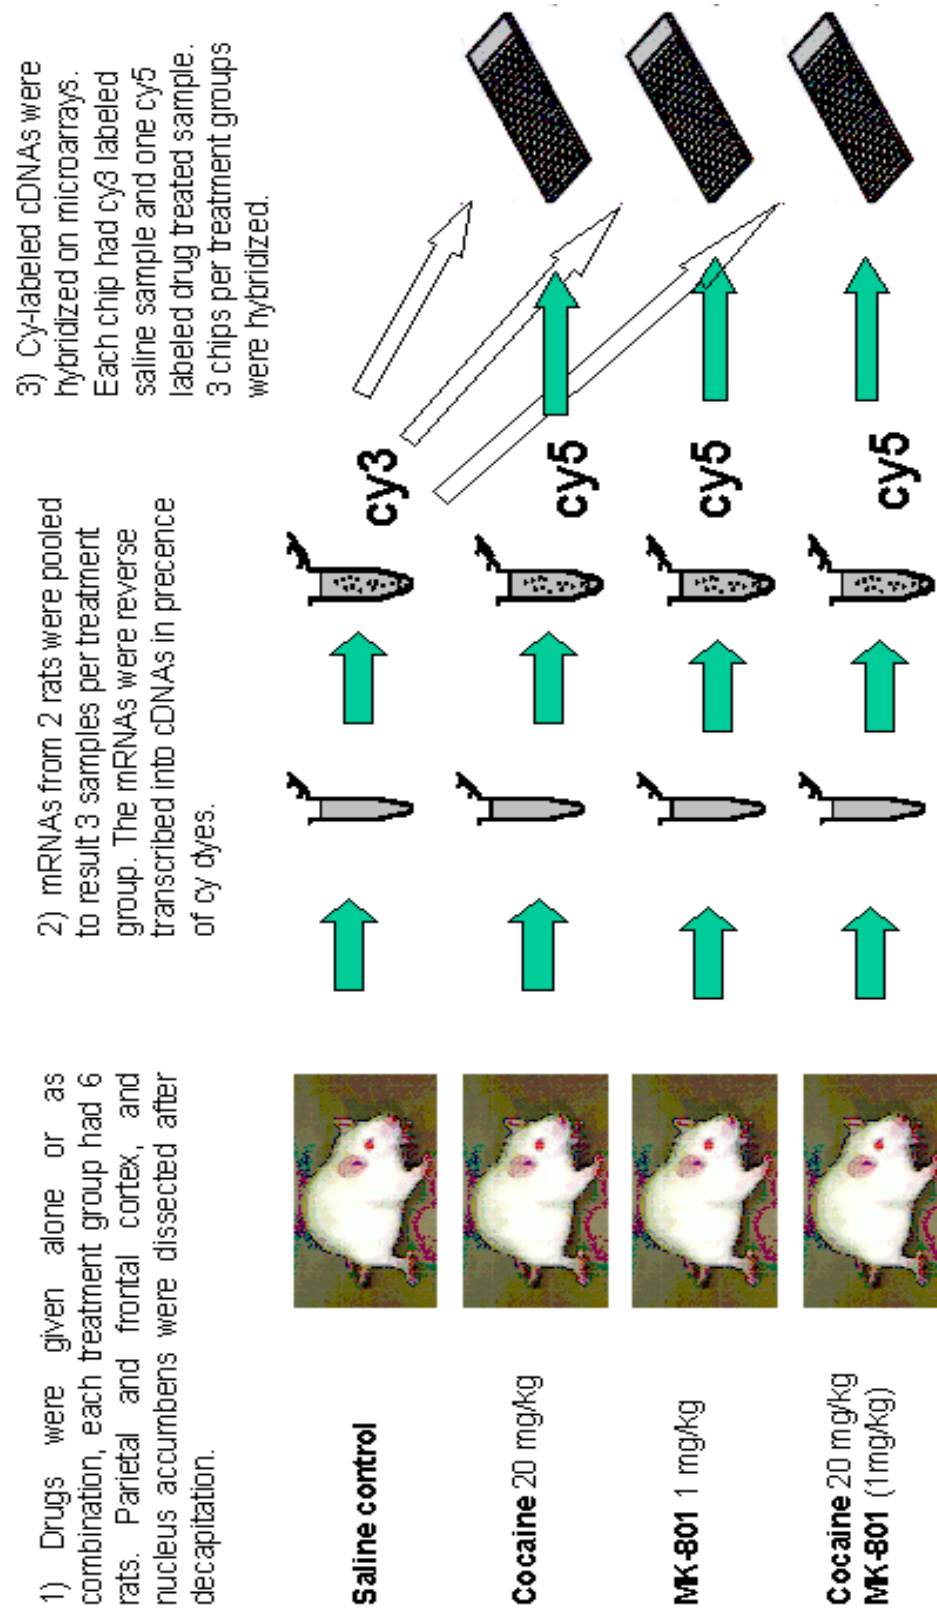 1) Drugs were given alone or as
combination, each treatment group had 6
rats. Parietal and frontal cortex, and
nucleus accumbens were dissected after
decapitation.
2) mRNAs from 2 rats were pooled
to result 3 samples per treatment
group. The mRNAs were reverse
transcribed into cDNAs in precence
of cy dyes.
3) Cy-labeled cDNAs were
hybridized on microarrays.
Each chip had cy3 labeled
saline sample and one cy5
labeled drug treated sample.
3 chips per treatment groups
were hybridized.
Saline control
cy3
Cocaine 20 mg/kg
cy5
MK-801 1 mg/kg
cy5
Cocaine 20 mg/kg
MK-801 (1mg/kg)
cy5